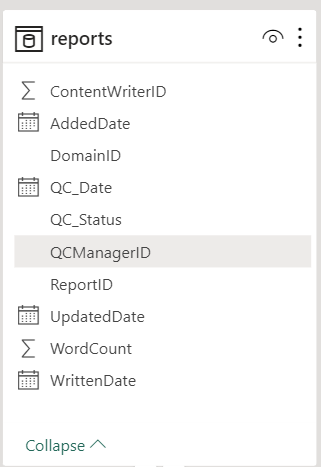 reports
ContentWriterID
AddedDate
DomainID
QC_Date
QC_Status
QCManagerID
ReportID
UpdatedDate
WordCount
WrittenDate
Collapse